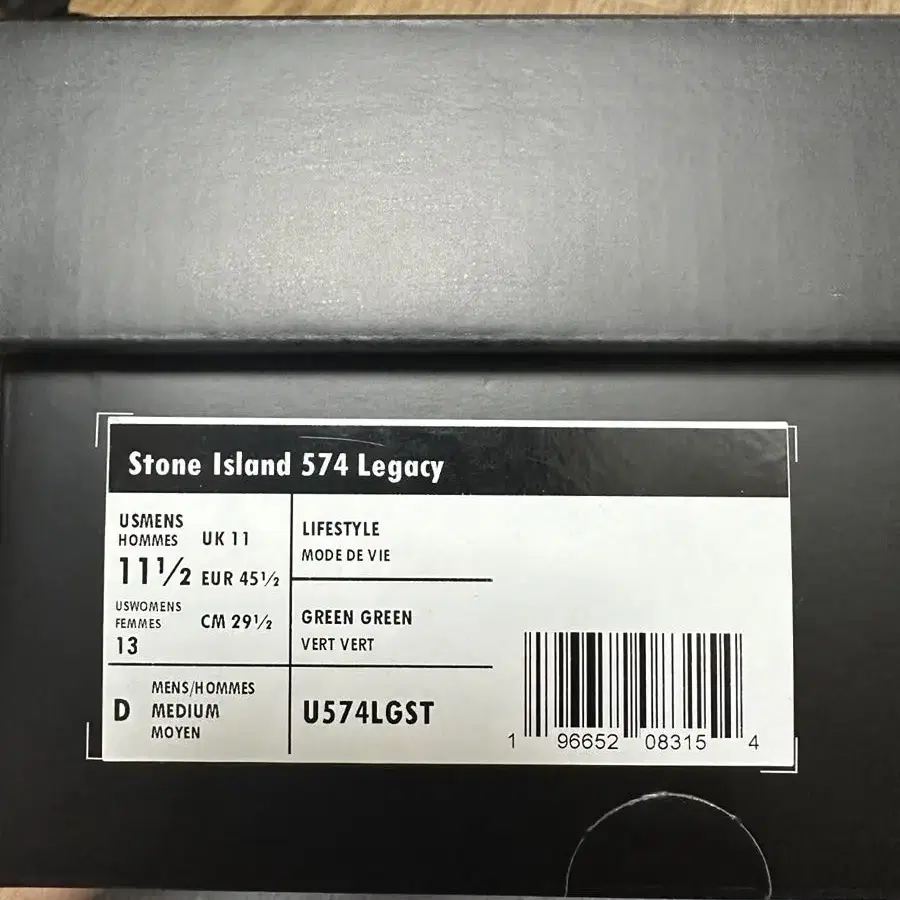 Stone Island 574 Legacy
USMENS
HOMMES
11½
UK 11
EUR 45½
USWOMENS
FEMMES
13
CM 29½
D
MENS/HOMMES
MEDIUM
MOYEN
LIFESTYLE
MODE DE VIE
GREEN GREEN
VERT VERT
U574LGST
1 96652 08315 4